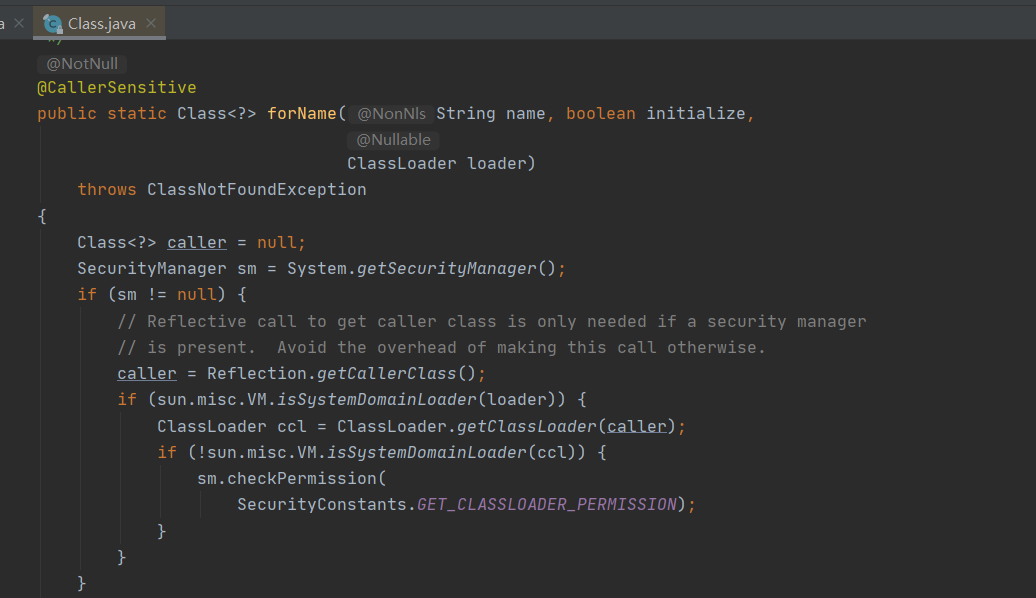 a × Class.java ×
*/
@NotNull
@CallerSensitive
public static Class<?> forName( @NonNls String name, boolean initialize,
@Nullable
ClassLoader loader)
throws ClassNotFoundException
{
Class<?> caller = null;
SecurityManager sm = System.getSecurityManager();
if (sm != null) {
// Reflective call to get caller class is only needed if a security manager
// is present.  Avoid the overhead of making this call otherwise.
caller = Reflection.getCallerClass();
if (sun.misc.VM.isSystemDomainLoader(loader)) {
ClassLoader ccl = ClassLoader.getClassLoader(caller);
if (!sun.misc.VM.isSystemDomainLoader(ccl)) {
sm.checkPermission(
SecurityConstants.GET_CLASSLOADER_PERMISSION);
}
}
}